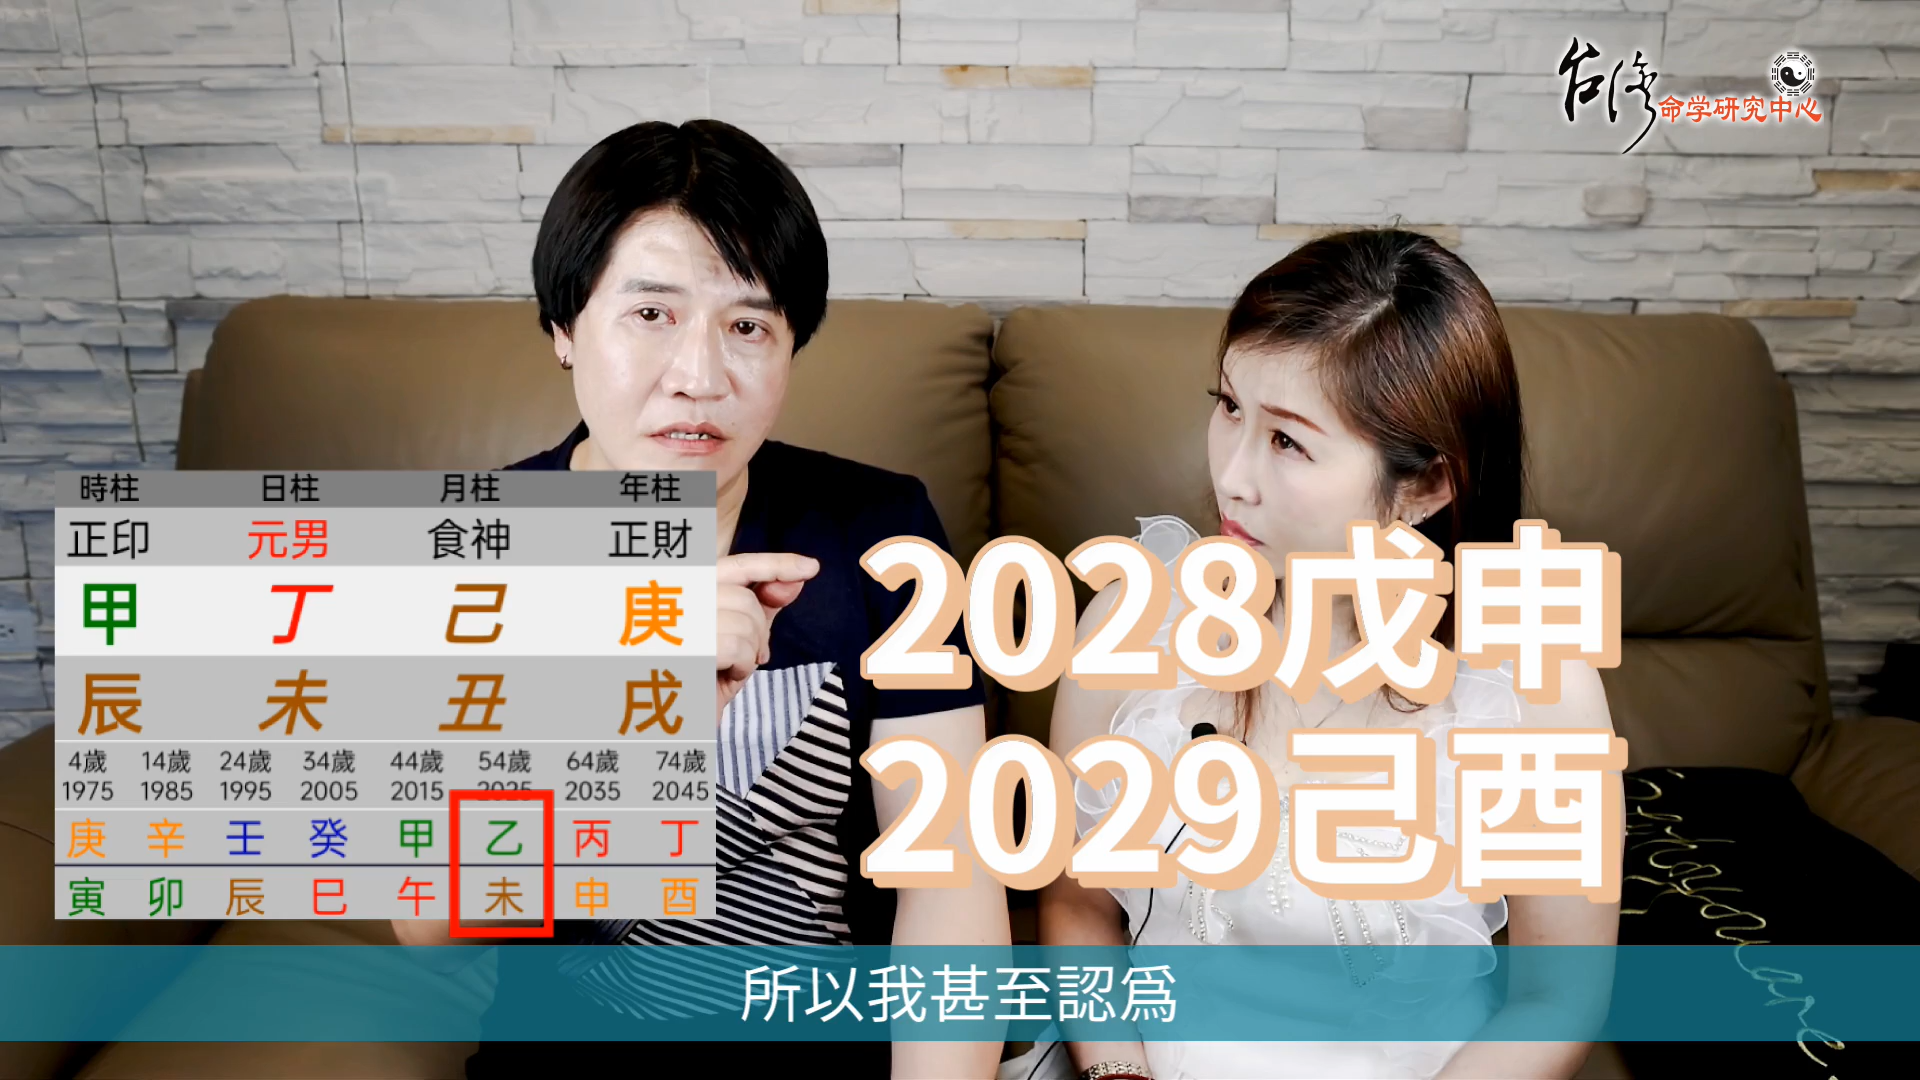 台灣命学研究中心
時柱 日柱 月柱 年柱
正印 元男 食神 正財
甲 丁 己 庚
辰 未 丑 戌
4歲 14歲 24歲 34歲 44歲 54歲 64歲 74歲
1975 1985 1995 2005 2015 2025 2035 2045
庚 辛 壬 癸 甲 乙 丙 丁
寅 卯 辰 巳 午 未 申 酉
2028戊申
2029己酉
所以我甚至認爲